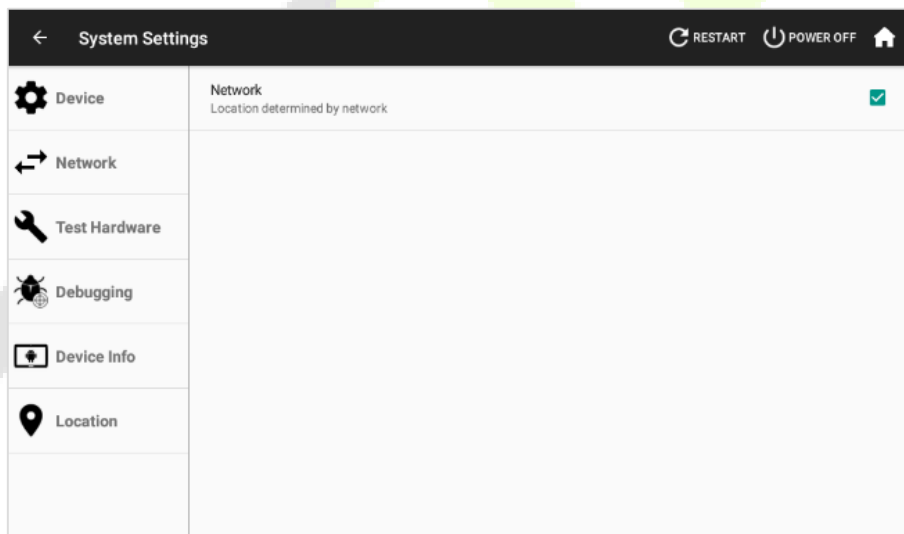 System Settings
RESTART
POWER OFF
Device
Network
Test Hardware
Debugging
Device Info
Location
Network
Location determined by network